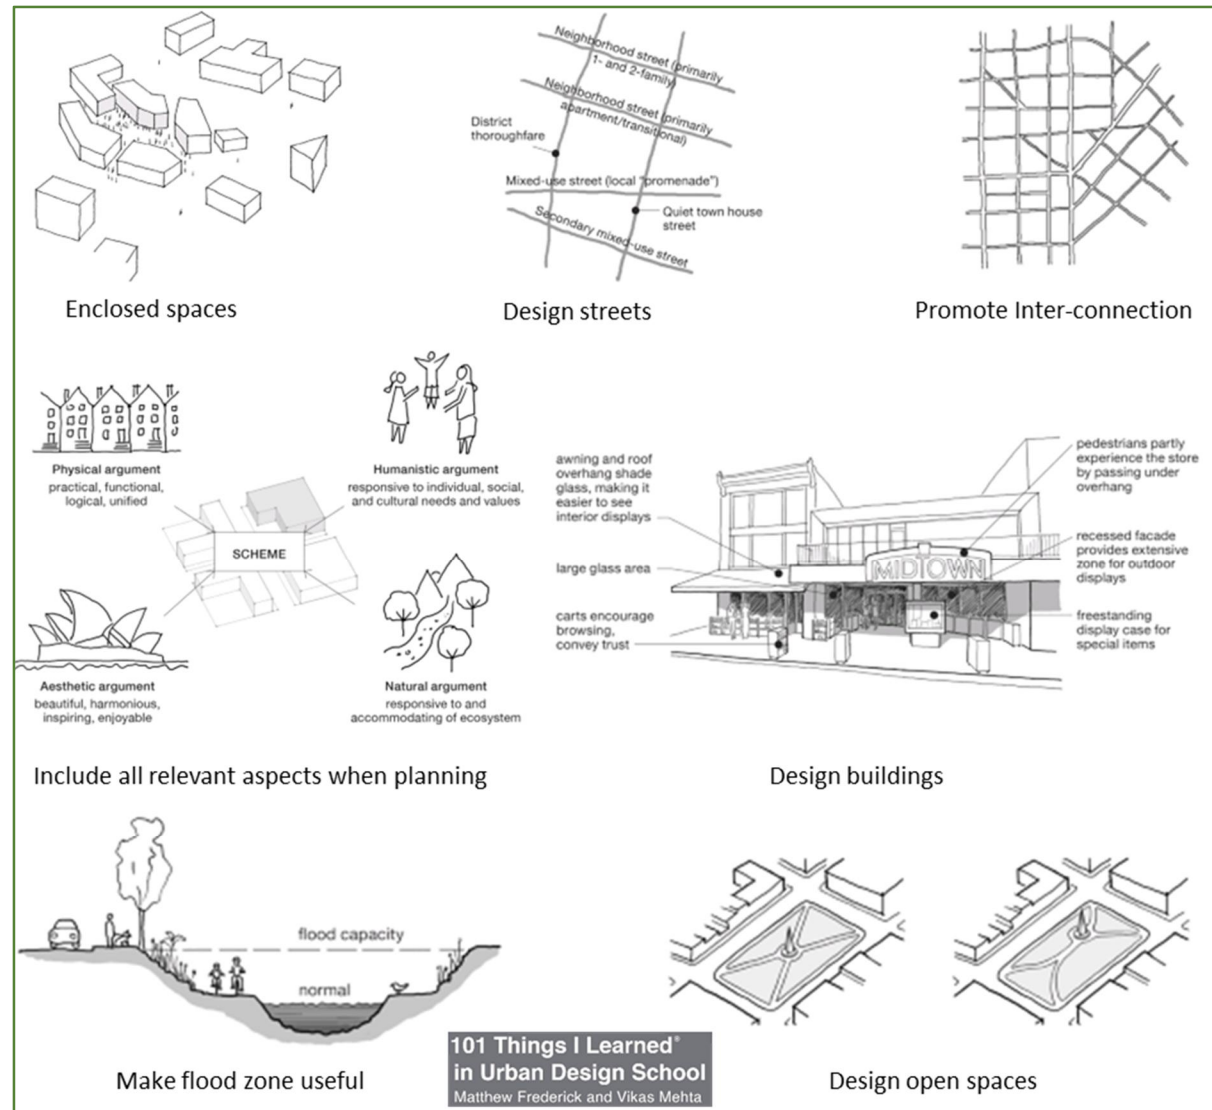 Neighborhood street (primarily
1- and 2-family)
Neighborhood street (primarily
apartment/transitional)
District
thoroughfare
Mixed-use street (local "promenade")
Quiet town house
street
Secondary mixed-use street
Enclosed spaces
Design streets
Promote Inter-connection
Physical argument
practical, functional,
logical, unified
Humanistic argument
responsive to individual, social,
and cultural needs and values
SCHEME
Aesthetic argument
beautiful, harmonious,
inspiring, enjoyable
Natural argument
responsive to and
accommodating of ecosystem
awning and roof
overhang shade
glass, making it
easier to see
interior displays
large glass area
carts encourage
browsing,
convey trust
MIDTOWN
pedestrians partly
experience the store
by passing under
overhang
recessed facade
provides extensive
zone for outdoor
displays
freestanding
display case for
special items
Include all relevant aspects when planning
Design buildings
flood capacity
normal
Make flood zone useful
101 Things I Learned®
in Urban Design School
Matthew Frederick and Vikas Mehta
Design open spaces